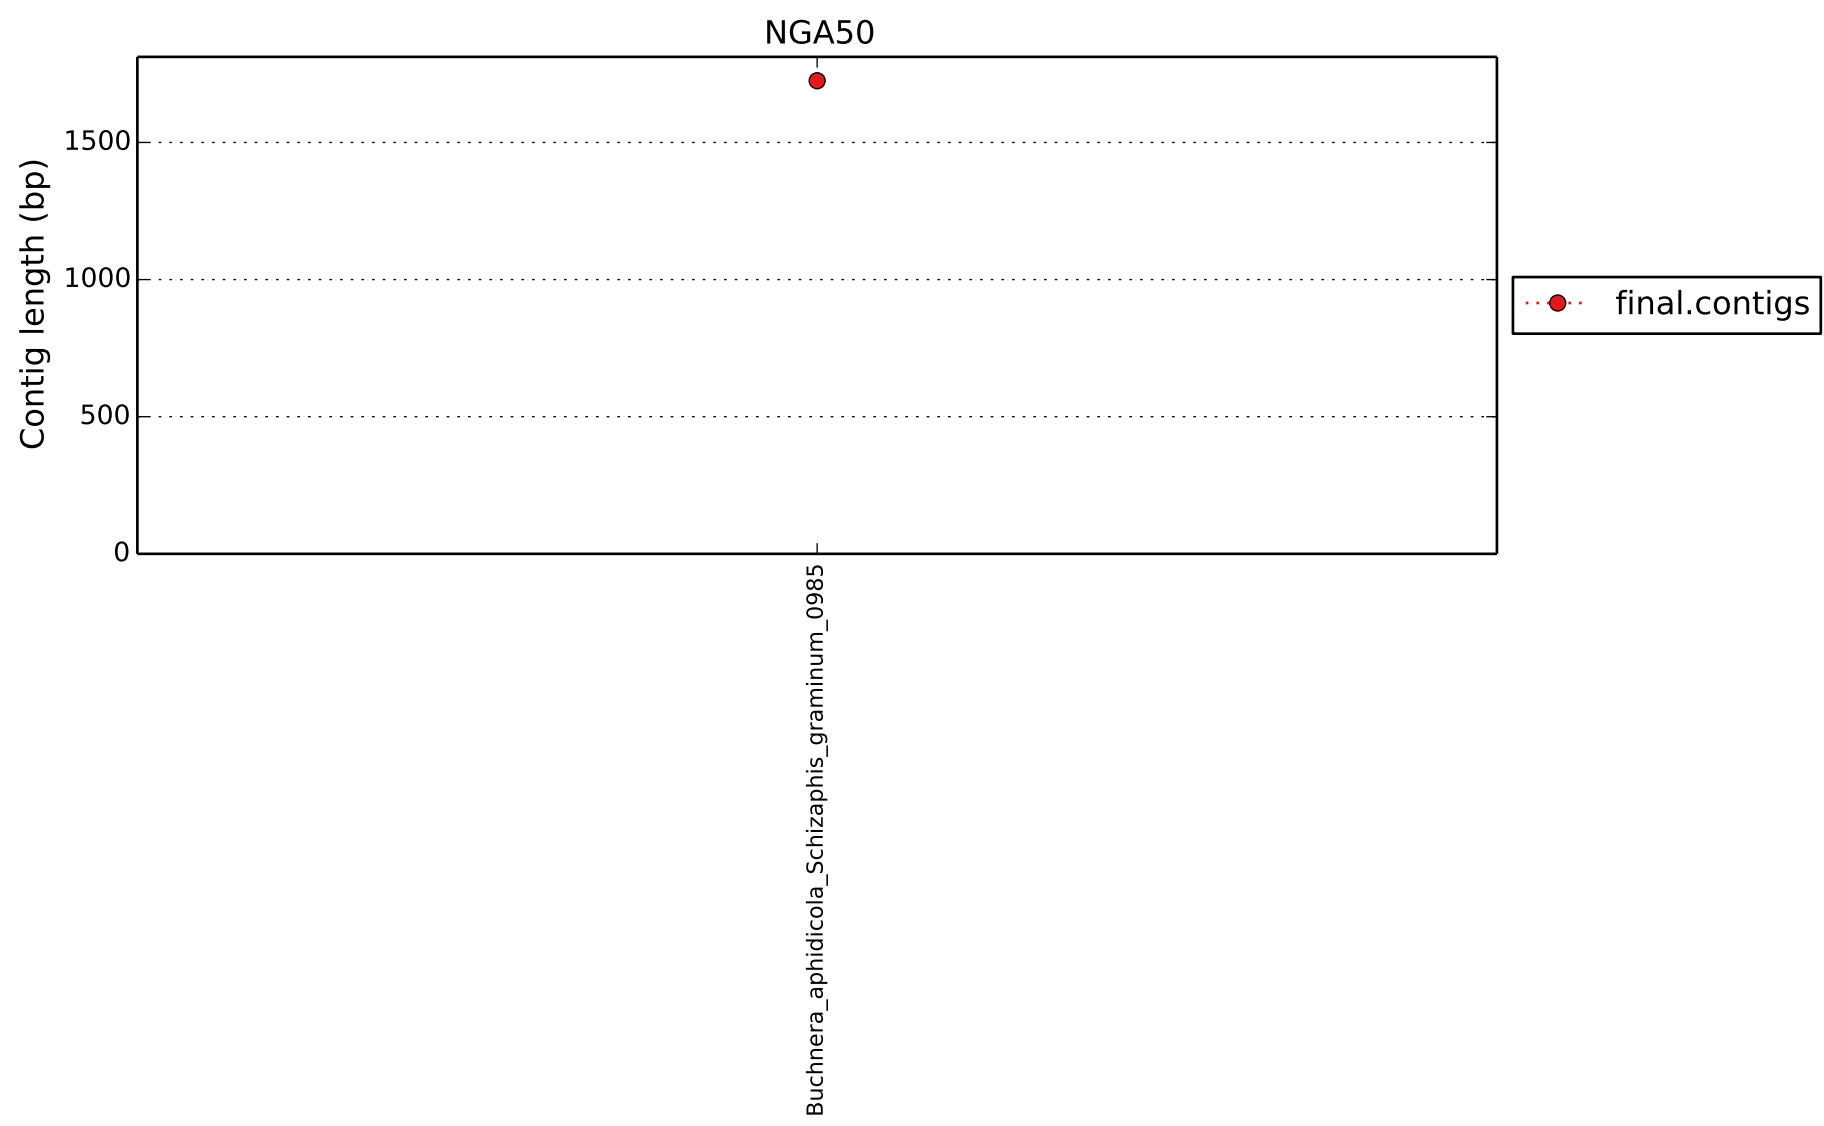 NGA50
Contig length (bp)
1500
1000
500
0
final.contigs
Buchnera_aphidicola_Schizaphis_graminum_0985